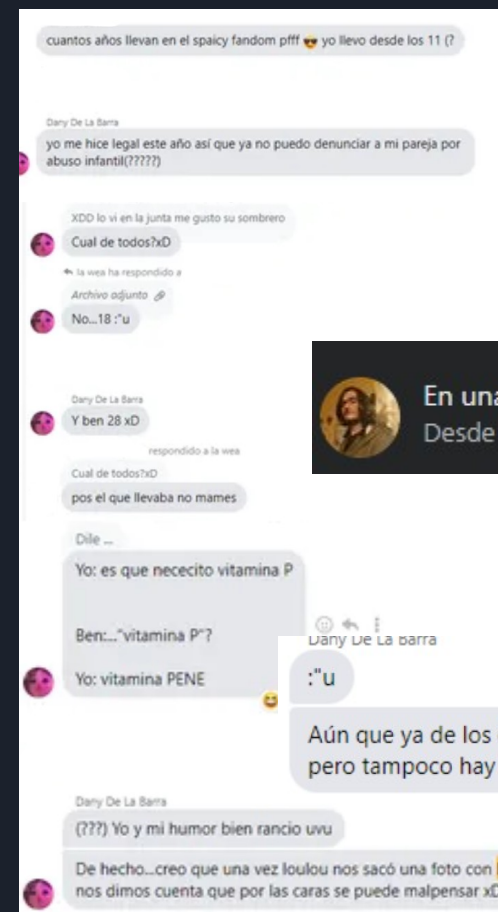 cuantos años llevan en el spaicy fandom pfff 😎 yo llevo desde los 11 (?
Dany De La Barra
yo me hice legal este año así que ya no puedo denunciar a mi pareja por
abuso infantil(?????)
XDD lo vi en la junta me gusto su sombrero
Cual de todos?xD
la wea ha respondido a
Archivo adjunto
No...18 :"u
En una
Desde
Dany De La Barra
Y ben 28 xD
respondido a la wea
Cual de todos?xD
pos el que llevaba no mames
Dile ...
Yo: es que nececito vitamina P
Ben:..."vitamina P"?
Yo: vitamina PENE
Dany De La Barra
:"u
Aún que ya de los
pero tampoco hay
Dany De La Barra
(???) Yo y mi humor bien rancio uvu
De hecho...creo que una vez loulou nos sacó una foto con
nos dimos cuenta que por las caras se puede malpensar xD